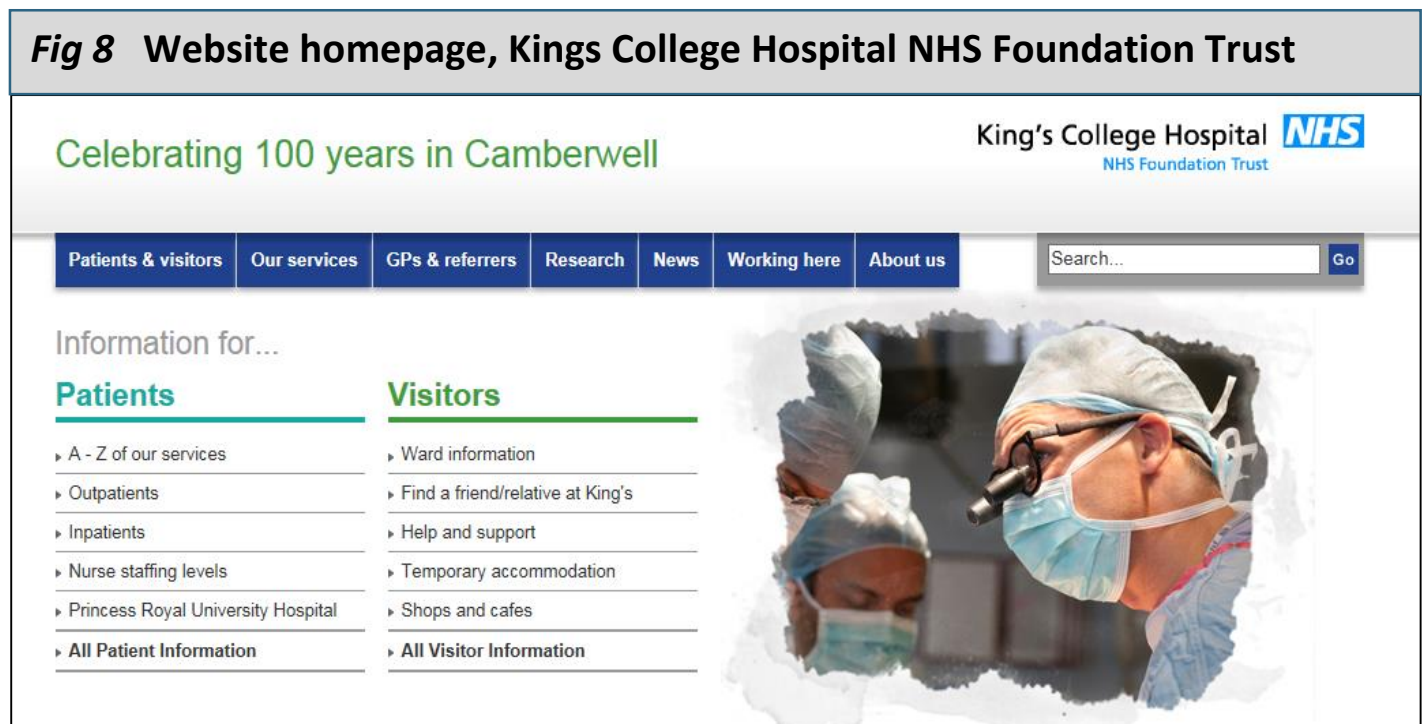 Fig 8 Website homepage, Kings College Hospital NHS Foundation Trust
Celebrating 100 years in Camberwell
King's College Hospital NHS
NHS Foundation Trust
Patients & visitors
Our services
GPs & referrers
Research
News
Working here
About us
Search...
Go
Information for...
Patients
A - Z of our services
Outpatients
Inpatients
Nurse staffing levels
Princess Royal University Hospital
All Patient Information
Visitors
Ward information
Find a friend/relative at King's
Help and support
Temporary accommodation
Shops and cafes
All Visitor Information